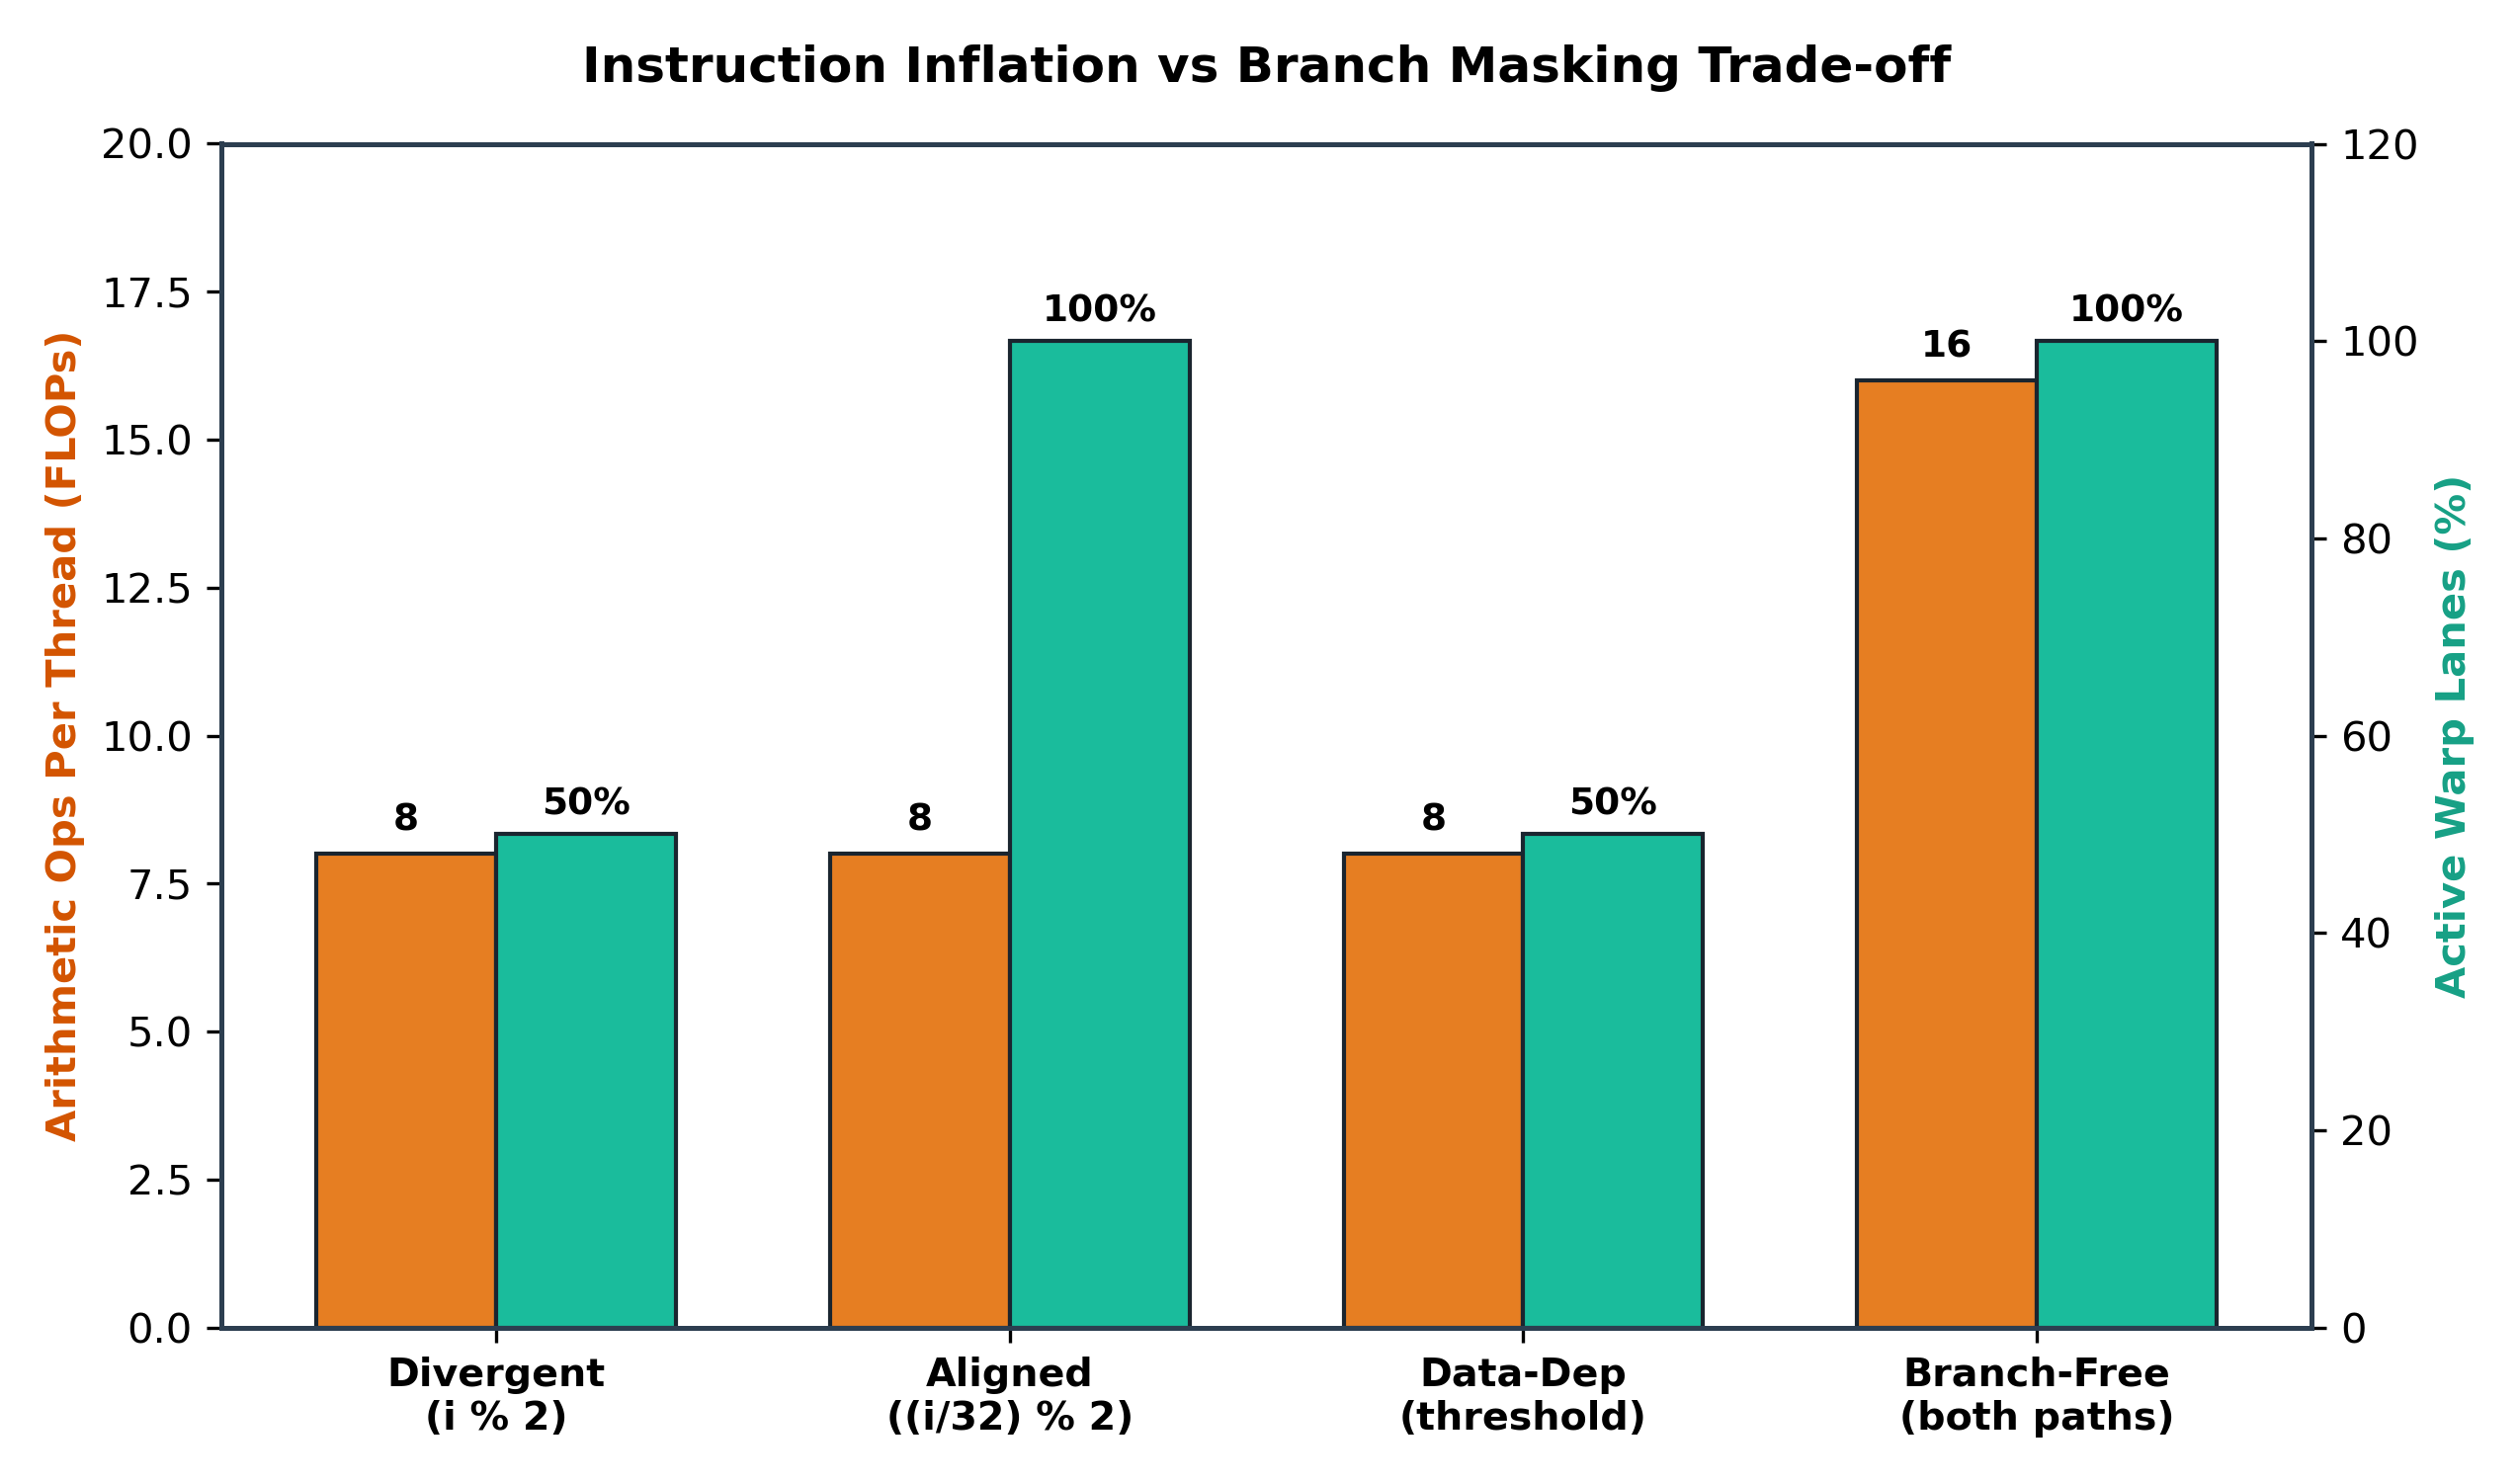 Instruction Inflation vs Branch Masking Trade-off
Arithmetic Ops Per Thread (FLOPs)
20.0
17.5
15.0
12.5
10.0
7.5
5.0
2.5
0.0
8
50%
8
100%
8
50%
16
100%
120
100
80
60
40
20
0
Active Warp Lanes (%)
Divergent
(i % 2)
Aligned
((i/32) % 2)
Data-Dep
(threshold)
Branch-Free
(both paths)